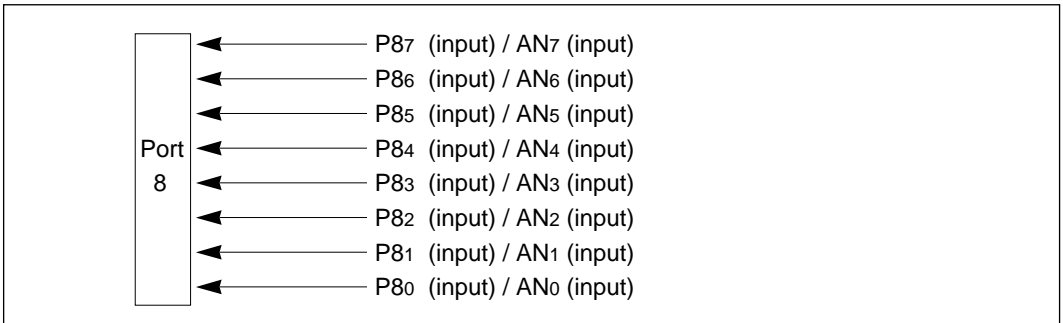 P87 (input) / AN7 (input)
P86 (input) / AN6 (input)
P85 (input) / AN5 (input)
Port
P84 (input) / AN4 (input)
8
P83 (input) / AN3 (input)
P82 (input) / AN2 (input)
P81 (input) / AN1 (input)
P80 (input) / AN0 (input)